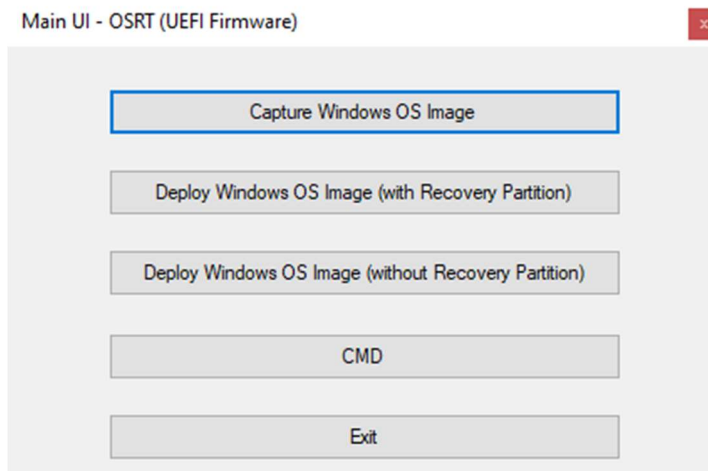 Main UI - OSRT (UEFI Firmware)
x
Capture Windows OS Image
Deploy Windows OS Image (with Recovery Partition)
Deploy Windows OS Image (without Recovery Partition)
CMD
Exit